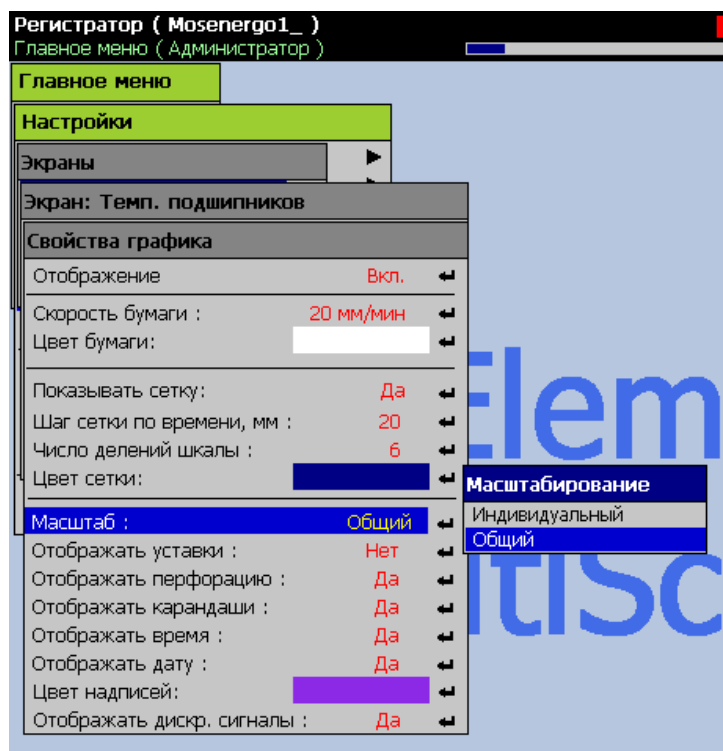 Регистратор ( Mosenergo1_ )
Главное меню ( Администратор )
Главное меню
Настройки
Экраны
Экран: Темп. подшипников
Свойства графика
Отображение Вкл.
Скорость бумаги : 20 мм/мин
Цвет бумаги:
Показывать сетку: Да
Шаг сетки по времени, мм : 20
Число делений шкалы : 6
Цвет сетки:
Масштаб : Общий
Отображать уставки : Нет
Отображать перфорацию : Да
Отображать карандаши : Да
Отображать время : Да
Отображать дату : Да
Цвет надписей:
Отображать дискр. сигналы : Да
Масштабирование
Индивидуальный
Общий
Elem